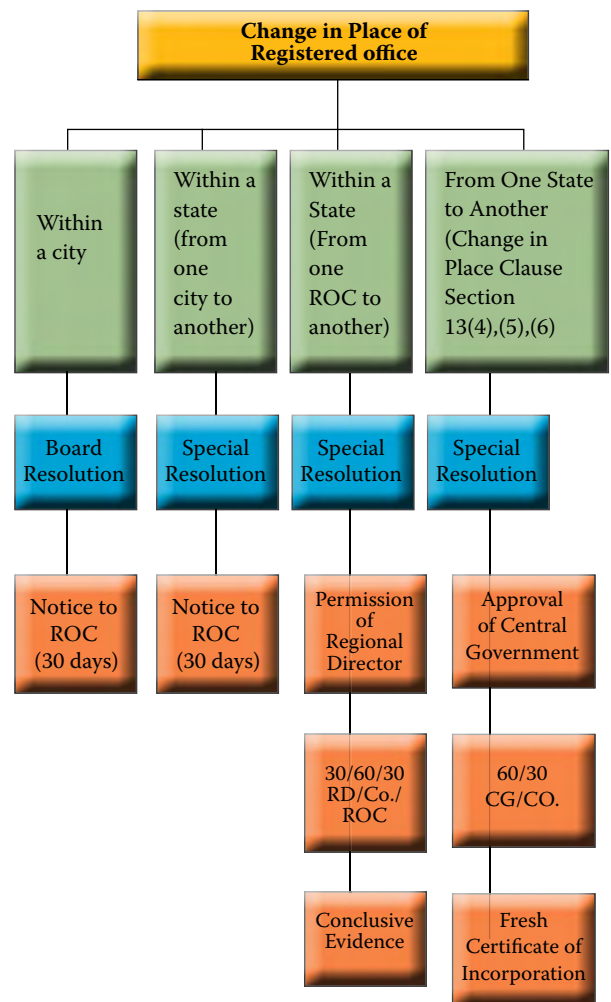 Change in Place of
Registered office
Within
a city
Within a
state
(from
one
city to
another)
Within a
State
(From
one
ROC to
another)
From One State
to Another
(Change in
Place Clause
Section
13(4),(5),(6)
Board
Resolution
Special
Resolution
Special
Resolution
Special
Resolution
Notice to
ROC
(30 days)
Notice to
ROC
(30 days)
Permission
of
Regional
Director
Approval
of Central
Government
30/60/30
RD/Co./
ROC
60/30
CG/CO.
Conclusive
Evidence
Fresh
Certificate of
Incorporation